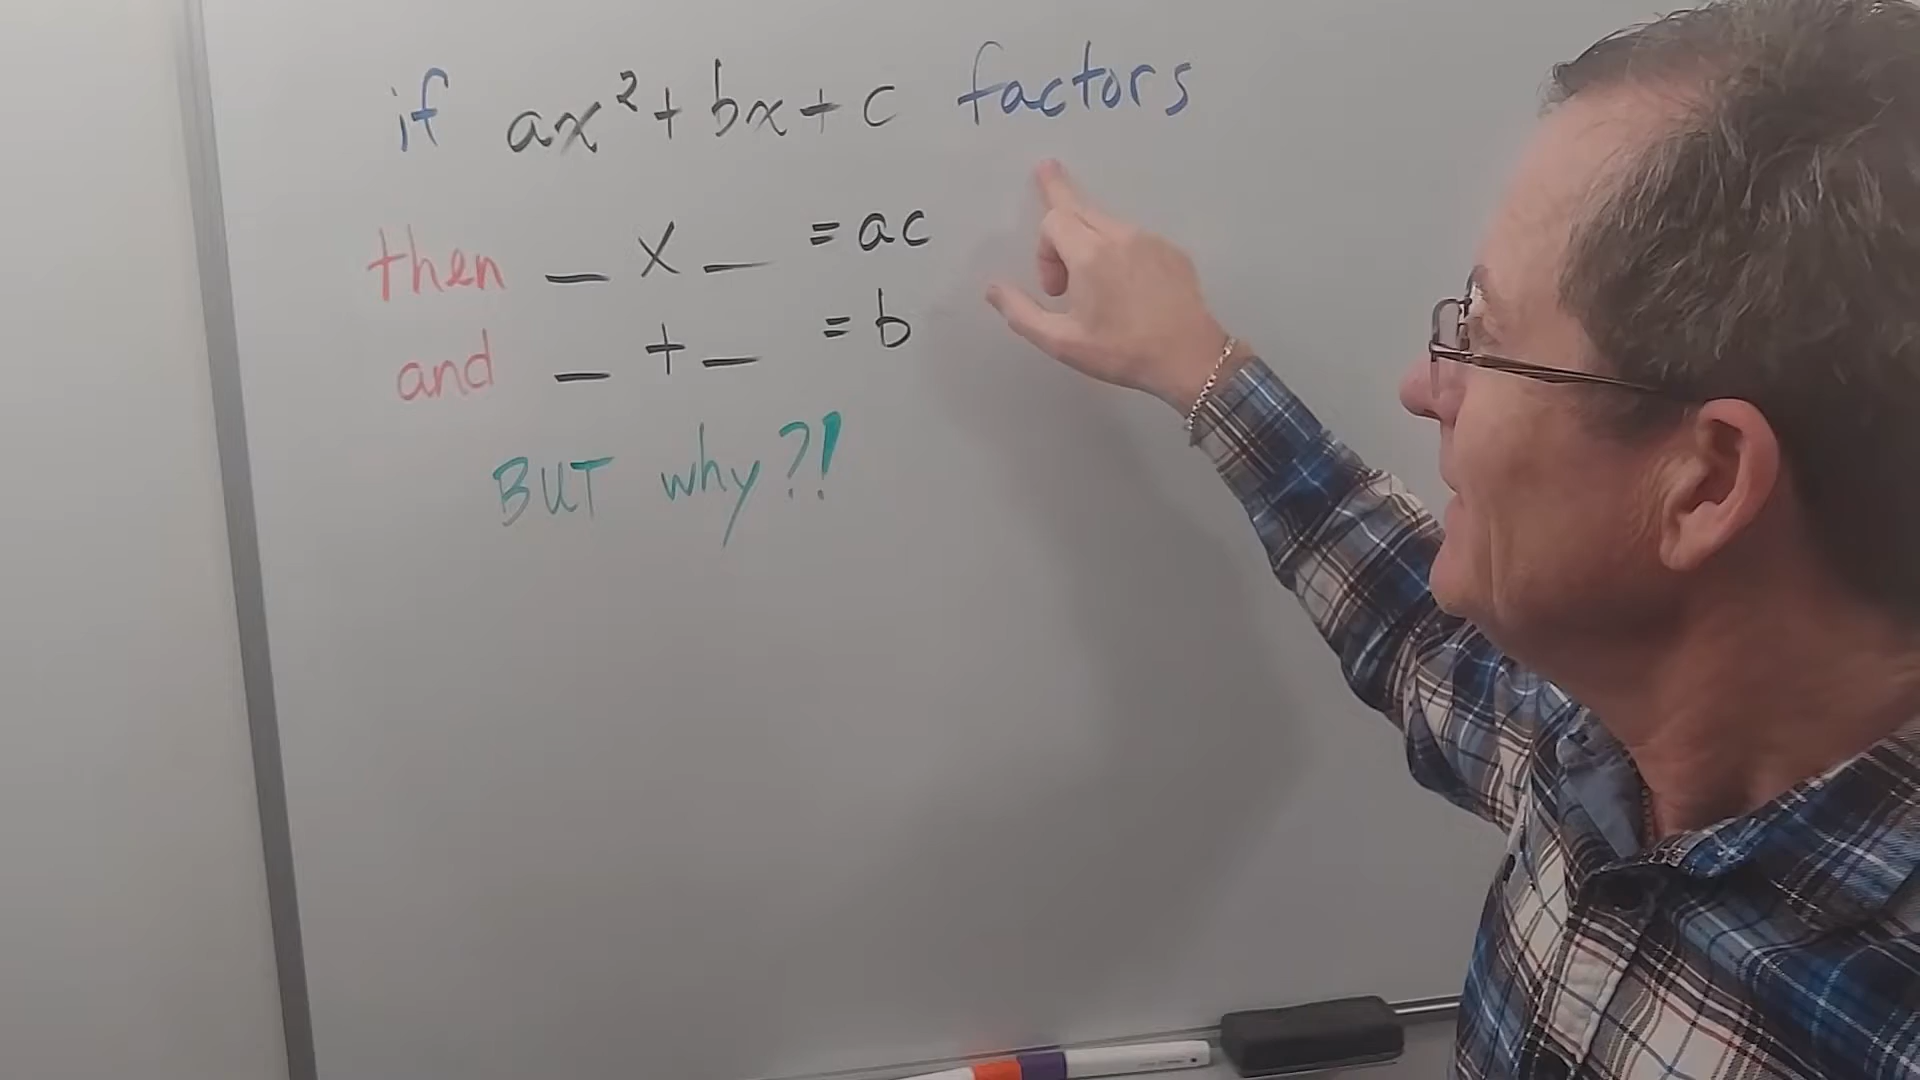 if ax² + bx + c factors
then _ x _ = ac
and _ + _ = b
BUT why?!